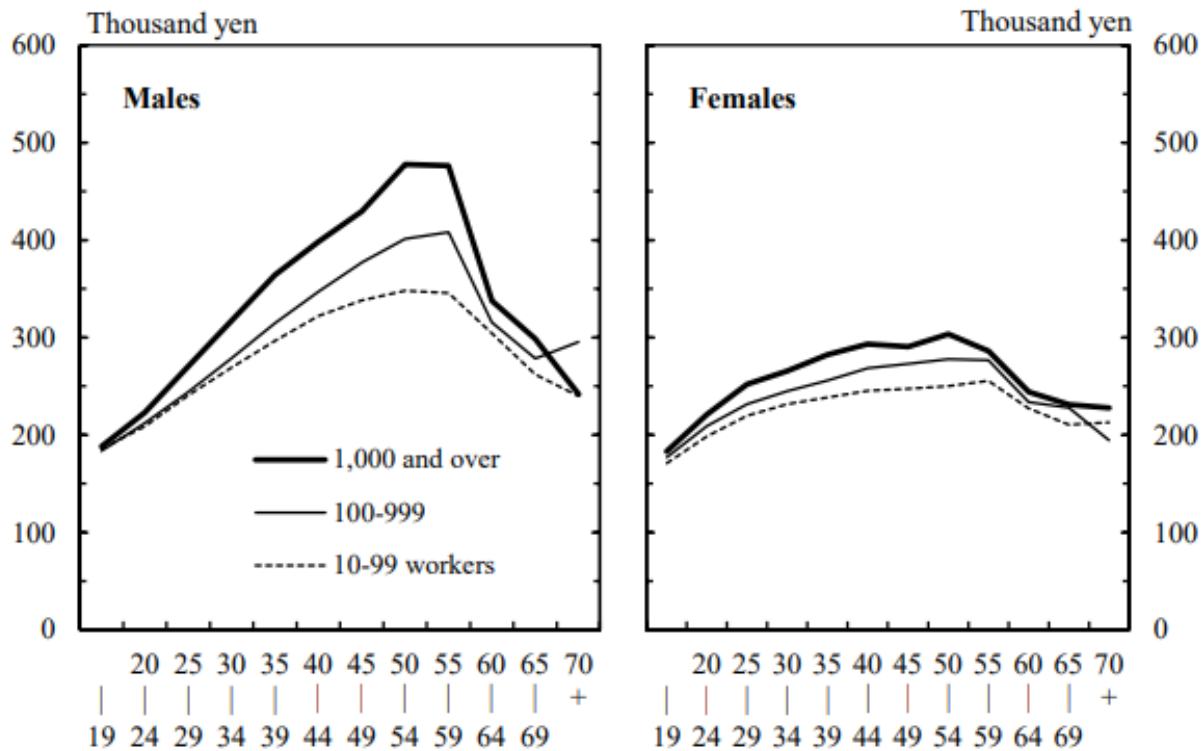 Thousand yen
Thousand yen
600
500
400
300
200
100
0
Males
1,000 and over
100-999
10-99 workers
20 25 30 35 40 45 50 55 60 65 70
| | | | | | | | | | | +
19 24 29 34 39 44 49 54 59 64 69
Females
600
500
400
300
200
100
0
20 25 30 35 40 45 50 55 60 65 70
| | | | | | | | | | | +
19 24 29 34 39 44 49 54 59 64 69